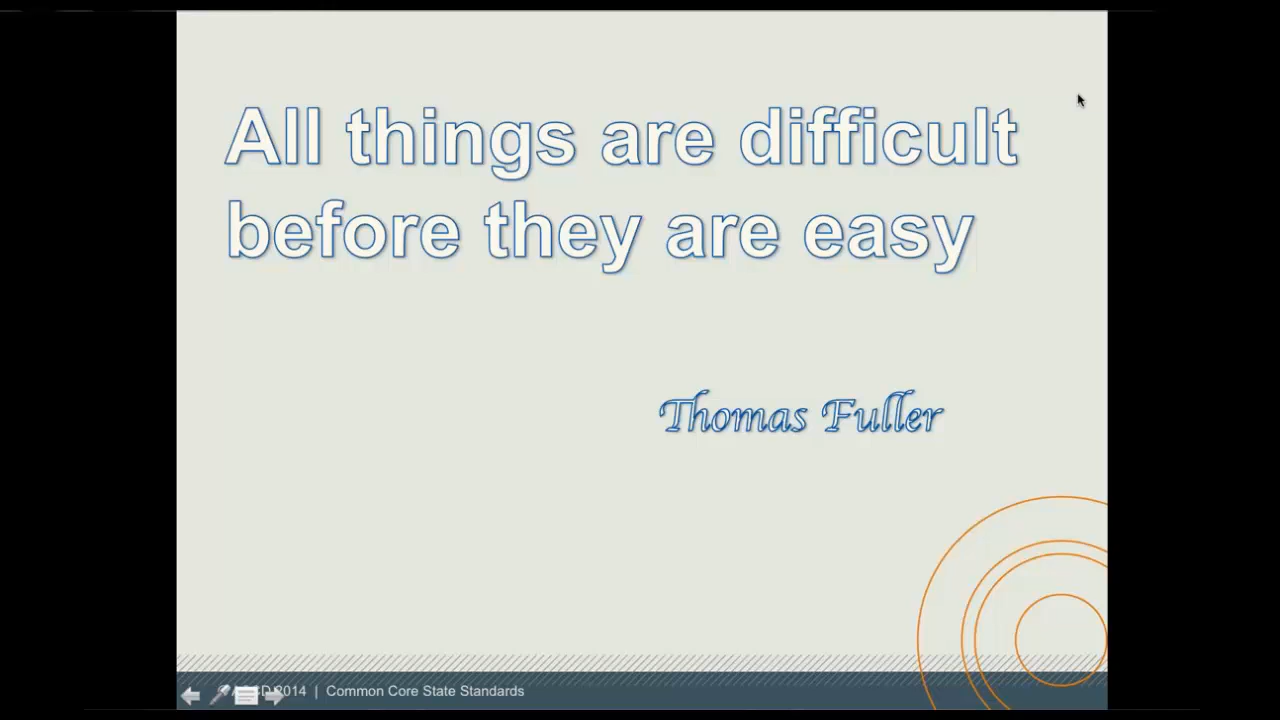 All things are difficult
before they are easy
Thomas Fuller
2014 | Common Core State Standards